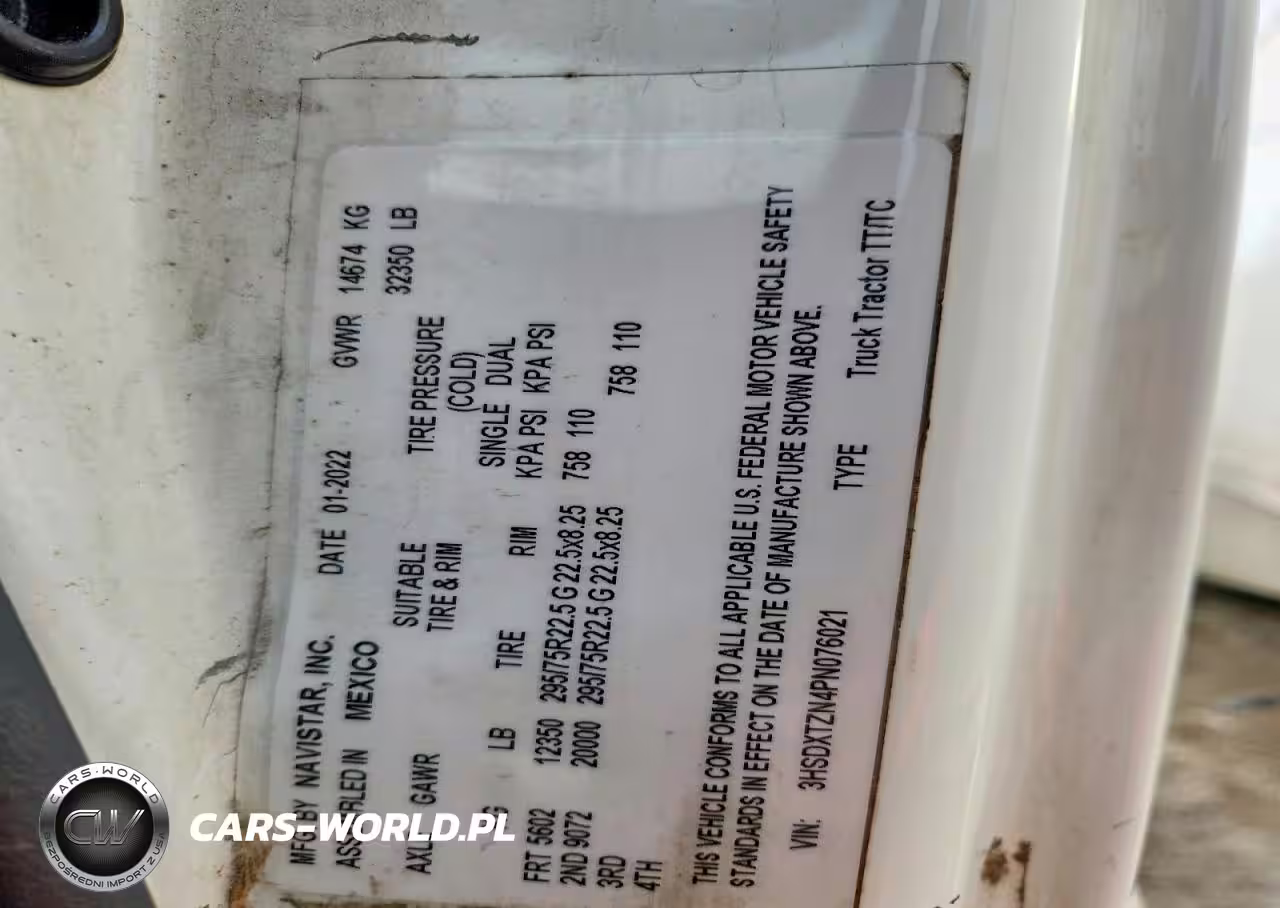 MFG BY NAVISTAR, INC. DATE 01-2022 GVWR 14674 KG
ASSEMBLED IN MEXICO 32350 LB
SUITABLE TIRE PRESSURE
AXLE GAWR TIRE & RIM (COLD)
SINGLE DUAL
KG LB TIRE RIM KPA PSI KPA PSI
FRT 5602 12350 295/75R22.5 G 22.5x8.25 758 110
2ND 9072 20000 295/75R22.5 G 22.5x8.25 758 110
3RD
4TH
THIS VEHICLE CONFORMS TO ALL APPLICABLE U.S. FEDERAL MOTOR VEHICLE SAFETY
STANDARDS IN EFFECT ON THE DATE OF MANUFACTURE SHOWN ABOVE.
VIN: 3HSDXTZN4PN076021 TYPE Truck Tractor TT/TC
CARS-WORLD
CW
BEZPOŚREDNI IMPORT Z USA
CARS-WORLD.PL